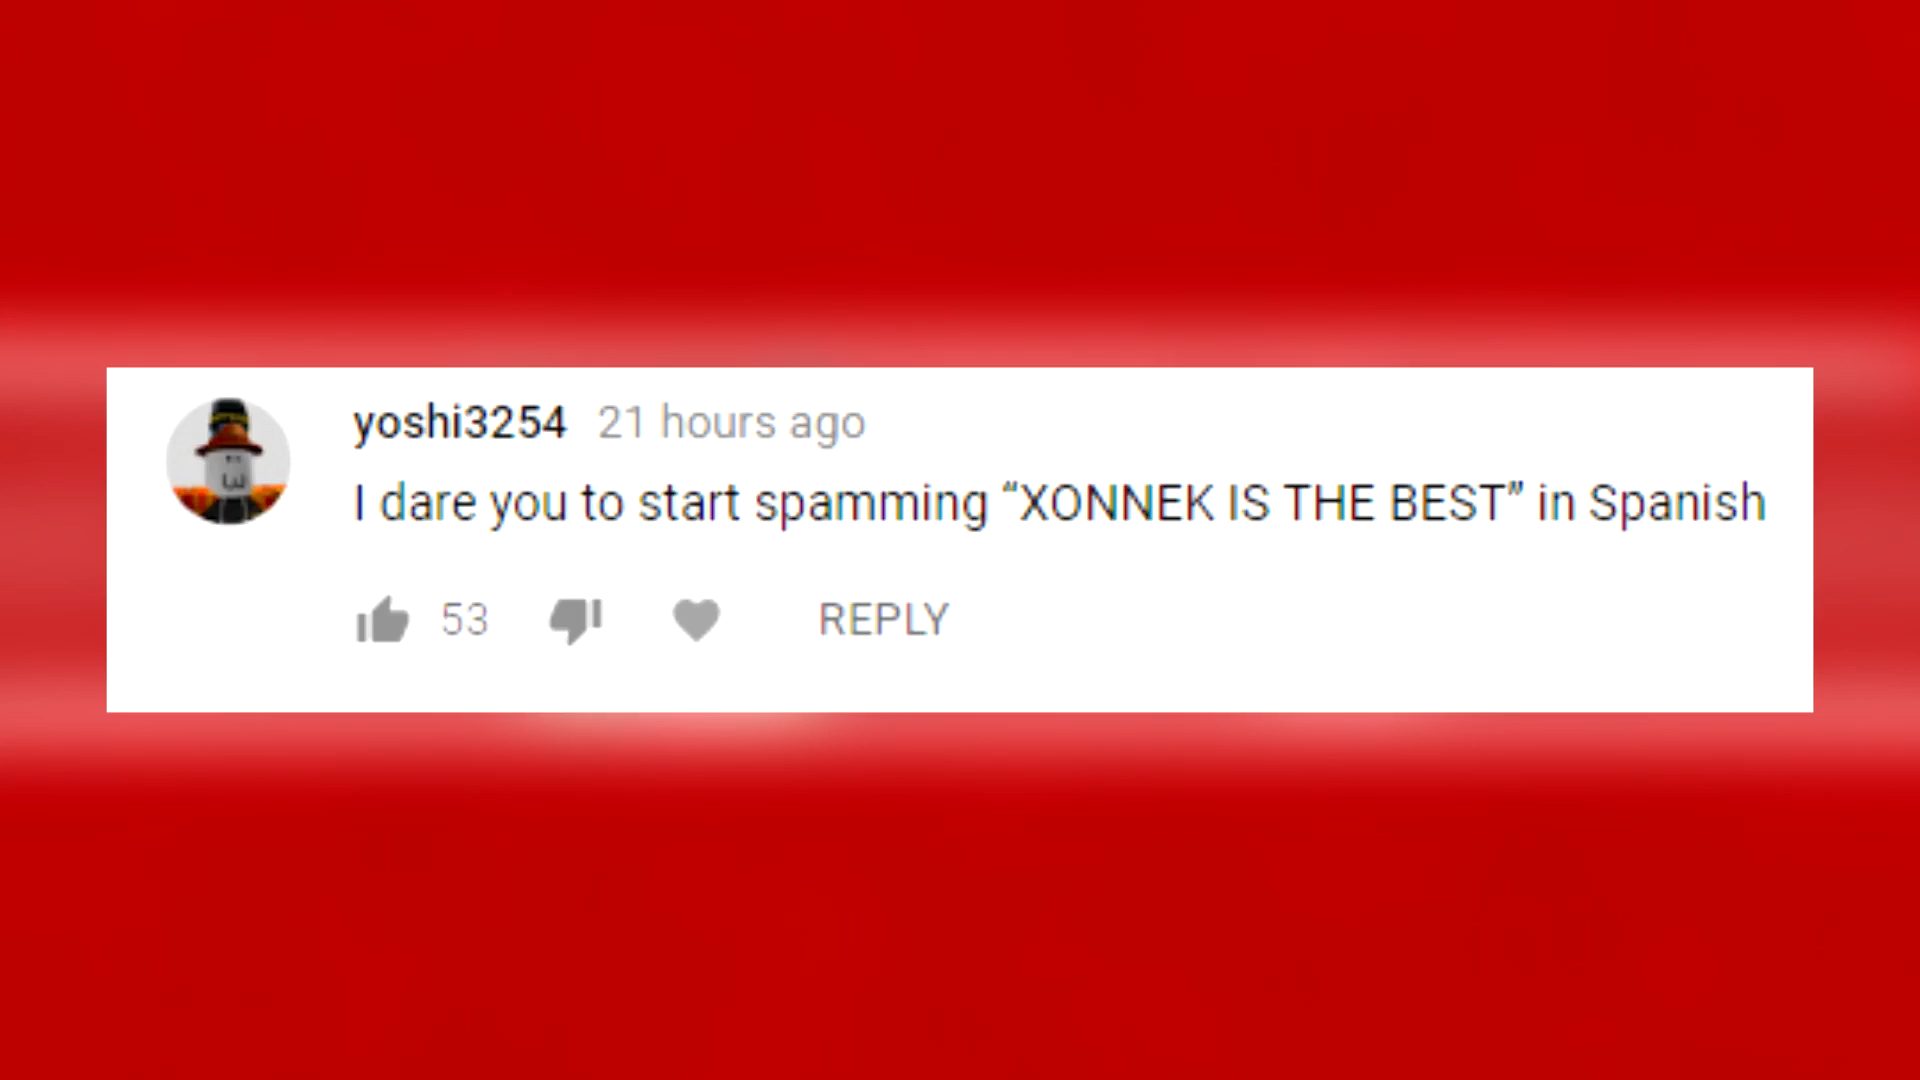 yoshi3254 21 hours ago
I dare you to start spamming “XONNEK IS THE BEST” in Spanish
53 REPLY